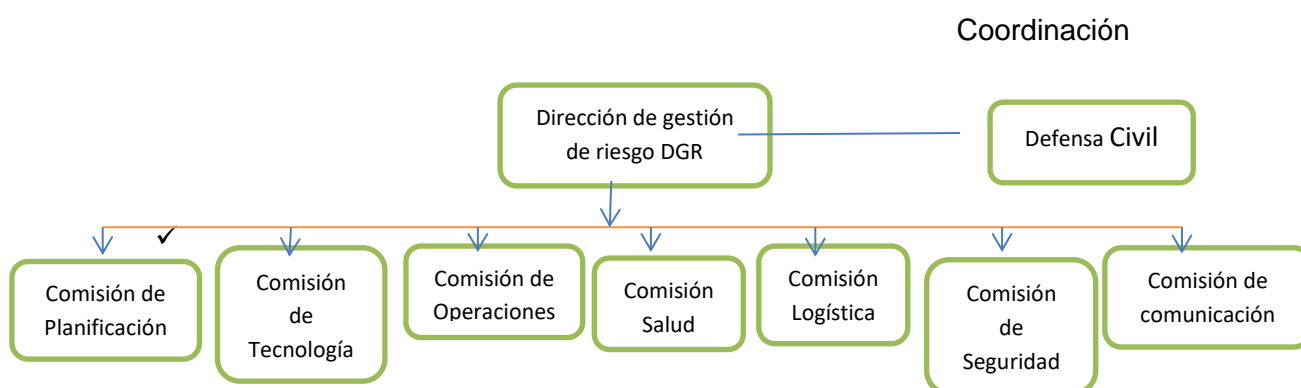 Coordinación
Dirección de gestión
de riesgo DGR
Defensa Civil
Comisión de
Planificación
Comisión
de
Tecnología
Comisión de
Operaciones
Comisión
Salud
Comisión
Logística
Comisión
de
Seguridad
Comisión de
comunicación